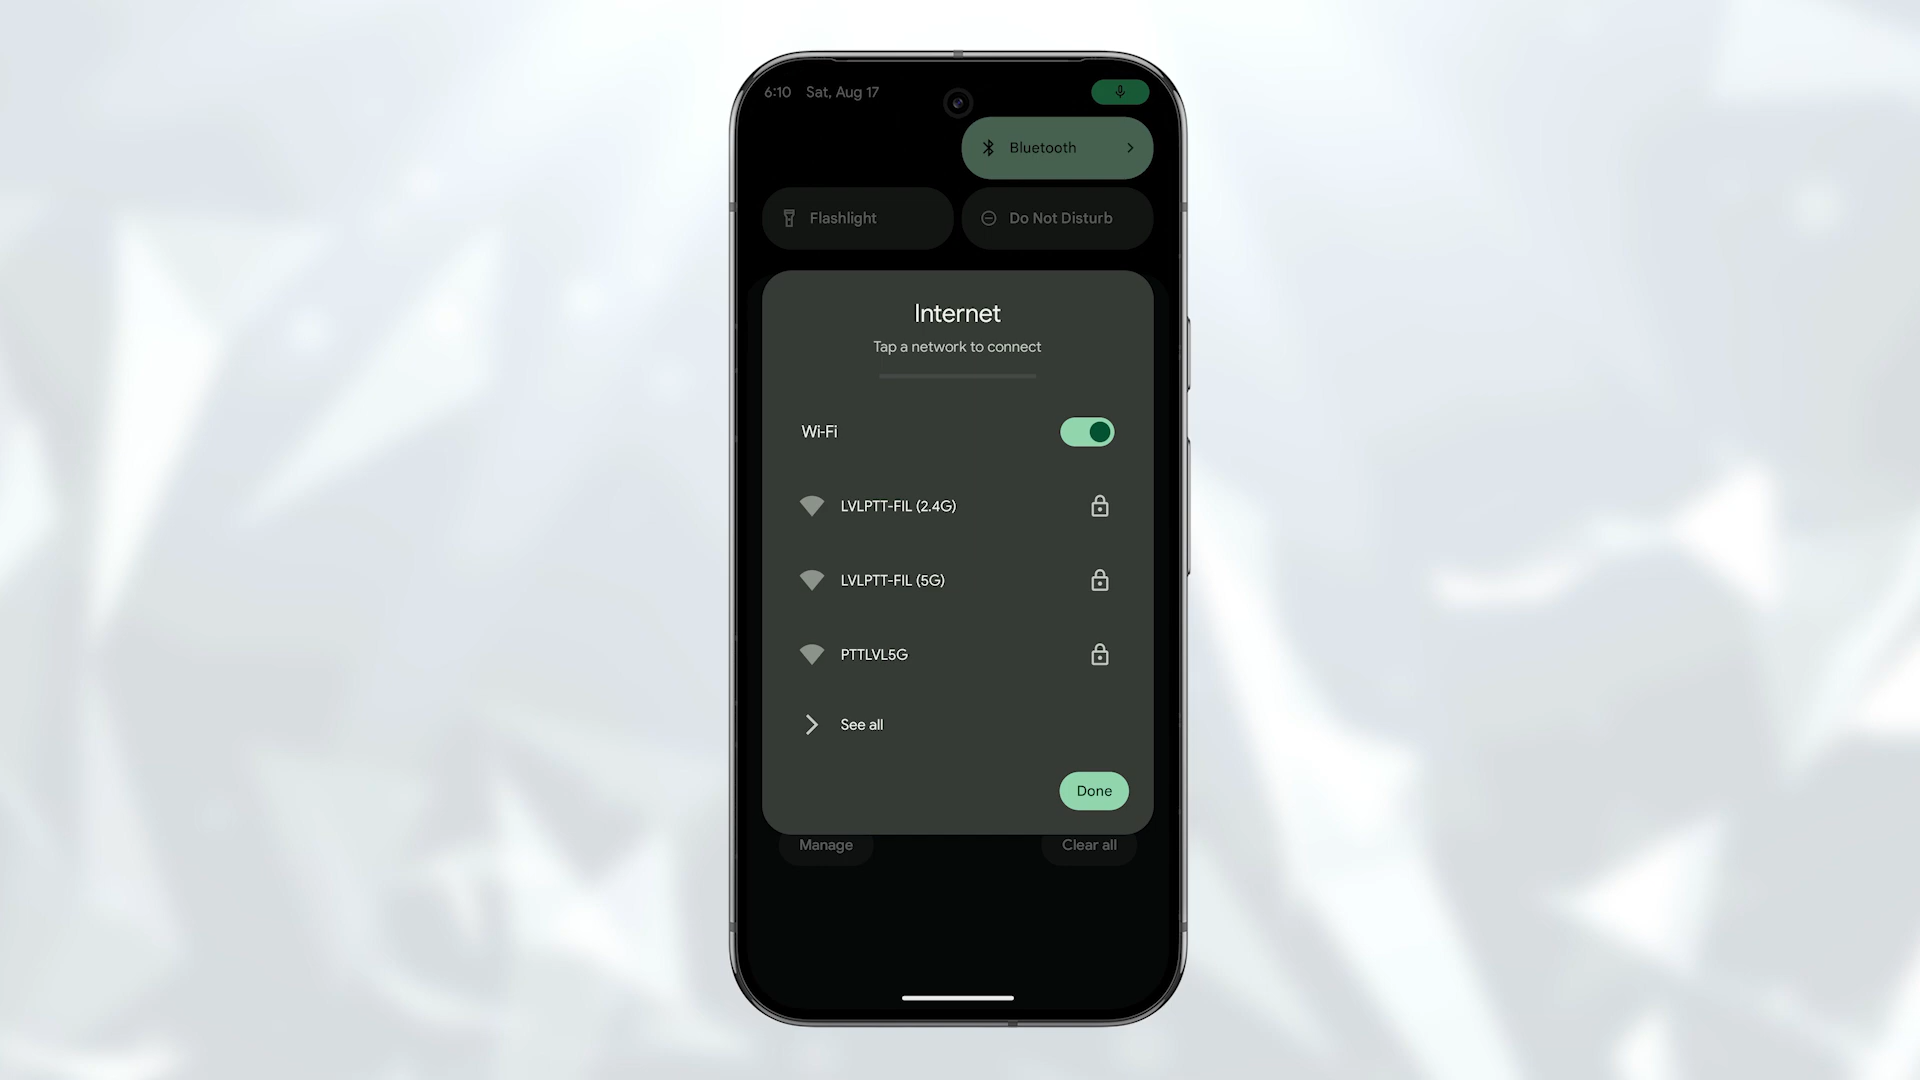 6:10 Sat, Aug 17
Bluetooth
Flashlight
Do Not Disturb
Internet
Tap a network to connect
Wi-Fi
LVLPTT-FIL (2.4G)
LVLPTT-FIL (5G)
PTTLVL5G
See all
Done
Manage
Clear all